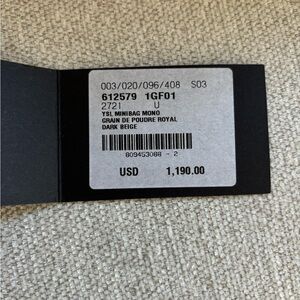 003/020/096/408 S03
612579 1GF01
2721 U
YSL MINIBAG MONO
GRAIN DE POUDRE ROYAL
DARK BEIGE
809453088 - 2
USD 1,190.00